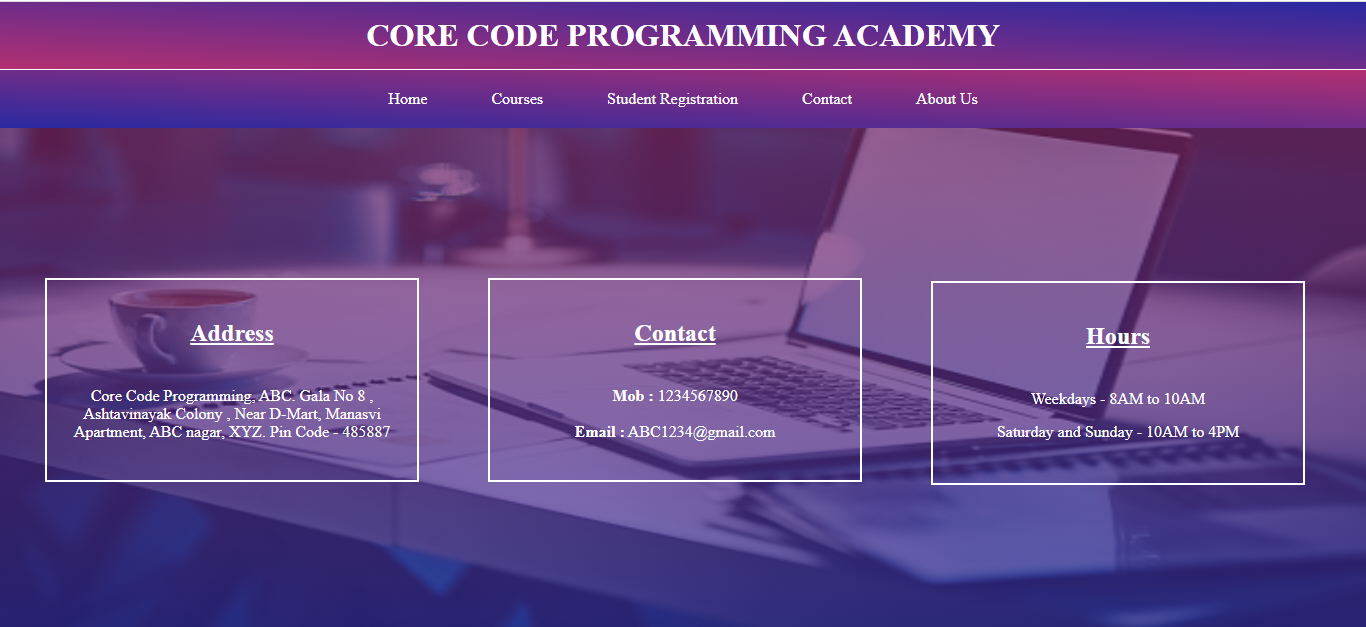 CORE CODE PROGRAMMING ACADEMY
Home Courses Student Registration Contact About Us
Address
Core Code Programming, ABC. Gala No 8 ,
Ashtavinayak Colony , Near D-Mart, Manasvi
Apartment, ABC nagar, XYZ. Pin Code - 485887
Contact
Mob : 1234567890
Email : ABC1234@gmail.com
Hours
Weekdays - 8AM to 10AM
Saturday and Sunday - 10AM to 4PM